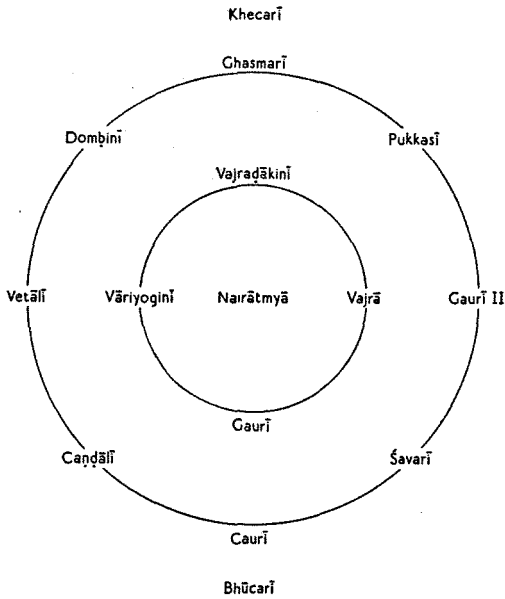 Khecarī
Ghasmarī
Ḍombinī
Pukkasī
Vajraḍākinī
Vetālī
Vāriyoginī
Nairātmyā
Vajrā
Gaurī II
Gaurī
Caṇḍālī
Śavarī
Caurī
Bhūcarī